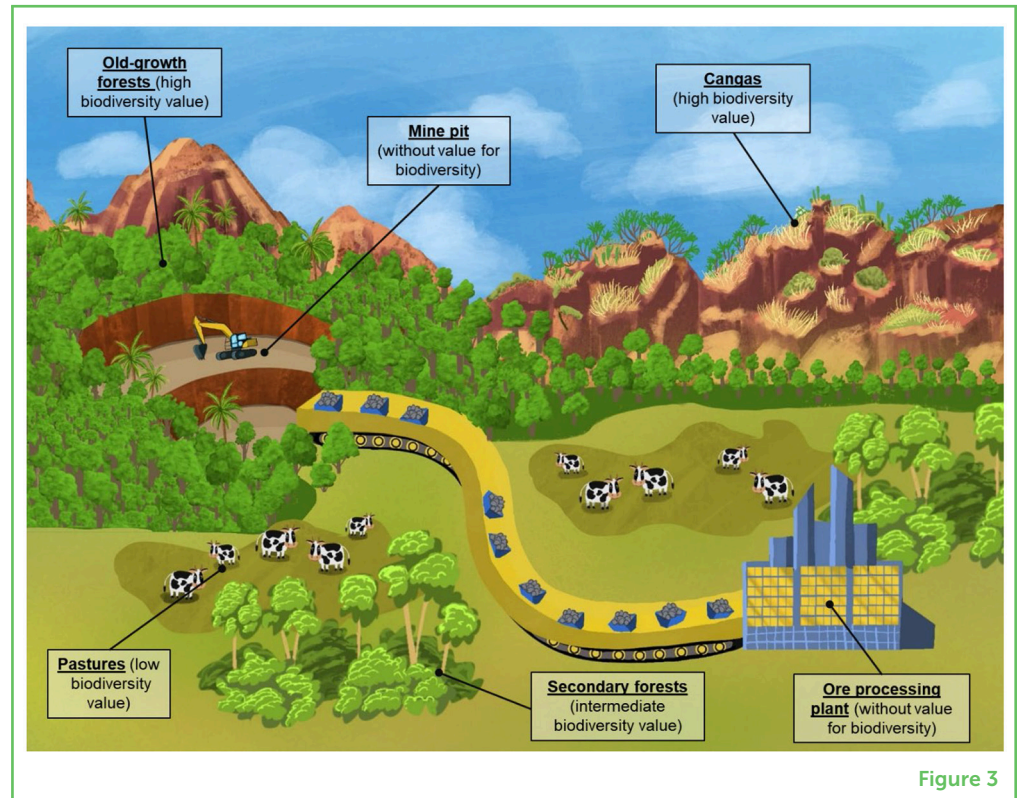 Old-growth
forests (high
biodiversity value)
Mine pit
(without value for
biodiversity)
Cangas
(high biodiversity
value)
Pastures (low
biodiversity
value)
Secondary forests
(intermediate
biodiversity value)
Ore processing
plant (without value
for biodiversity)
Figure 3